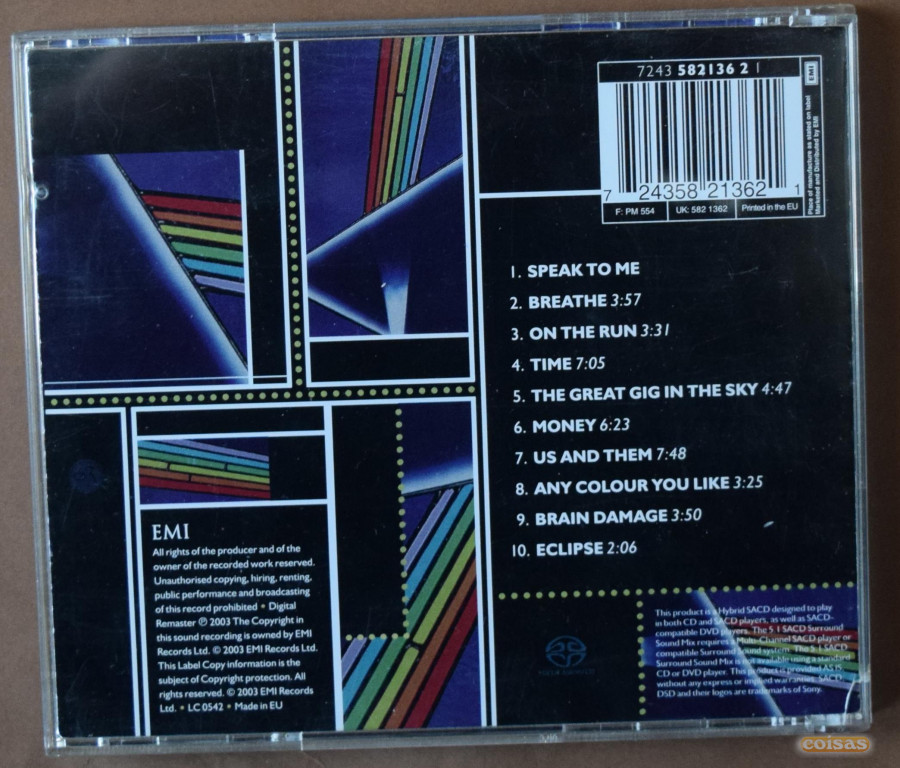 7243 582136 2 1
EMI
7 24358 21362 1
F: PM 554
UK: 582 1362
Printed in the EU
Place of manufacture as stated on label
Marketed and Distributed by EMI
1. SPEAK TO ME
2. BREATHE 3:57
3. ON THE RUN 3:31
4. TIME 7:05
5. THE GREAT GIG IN THE SKY 4:47
6. MONEY 6:23
7. US AND THEM 7:48
8. ANY COLOUR YOU LIKE 3:25
9. BRAIN DAMAGE 3:50
10. ECLIPSE 2:06
EMI
All rights of the producer and of the
owner of the recorded work reserved.
Unauthorised copying, hiring, renting,
public performance and broadcasting
of this record prohibited • Digital
Remaster ℗ 2003 The Copyright in
this sound recording is owned by EMI
Records Ltd. © 2003 EMI Records Ltd.
This Label Copy information is the
subject of Copyright protection. All
rights reserved. © 2003 EMI Records
Ltd. • LC 0542 • Made in EU
This product is a Hybrid SACD designed to play
in both CD and SACD players, as well as SACD-
compatible DVD players. The 5.1 SACD Surround
Sound Mix requires a Multi-Channel SACD player or
compatible Surround Sound system. The 5.1 SACD
Surround Sound Mix is not available using a standard
CD or DVD player. This product is provided AS IS
without any express or implied warranties. SACD,
DSD and their logos are trademarks of Sony.
coisas